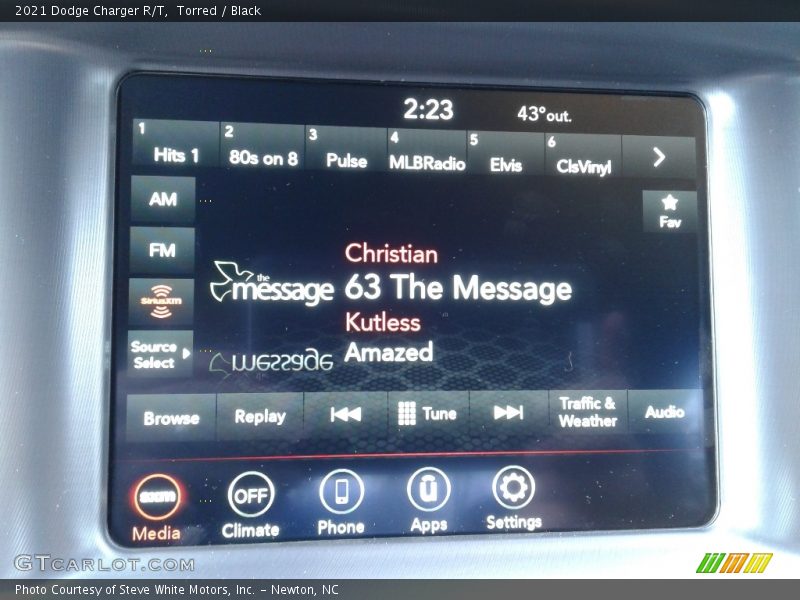 2021 Dodge Charger R/T, Torred / Black
2:23
43°out.
1 Hits 1
2 80s on 8
3 Pulse
4 MLBRadio
5 Elvis
6 ClsVinyl
AM
Fav
FM
SiriusXM
Source Select
the message
Christian
63 The Message
Kutless
Amazed
message
Browse
Replay
Tune
Traffic & Weather
Audio
sxm
Media
OFF
Climate
Phone
Apps
Settings
GTcarlot.com
Photo Courtesy of Steve White Motors, Inc. – Newton, NC